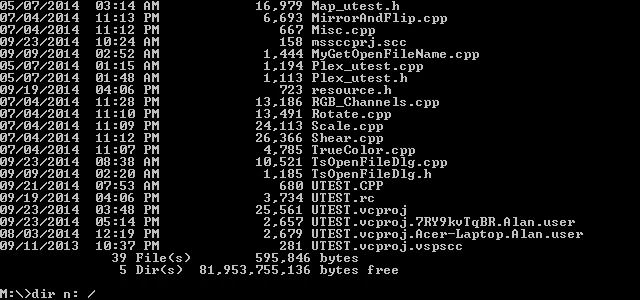 05/07/2014  03:14 AM            16,979 Map_utest.h
07/04/2014  11:13 PM             6,693 MirrorAndFlip.cpp
07/04/2014  11:12 PM               667 Misc.cpp
09/23/2014  10:24 AM               158 mssccprj.scc
09/09/2014  02:52 AM             1,444 MyGetOpenFileName.cpp
05/07/2014  01:15 AM             1,194 Plex_utest.cpp
05/07/2014  01:48 AM             1,113 Plex_utest.h
09/19/2014  04:06 PM               723 resource.h
07/04/2014  11:28 PM            13,186 RGB_Channels.cpp
07/04/2014  11:10 PM            13,491 Rotate.cpp
07/04/2014  11:09 PM            24,113 Scale.cpp
07/04/2014  11:12 PM            26,366 Shear.cpp
07/04/2014  11:07 PM             4,785 TrueColor.cpp
09/23/2014  08:38 AM            10,521 TsOpenFileDlg.cpp
09/09/2014  02:20 AM             1,185 TsOpenFileDlg.h
09/21/2014  07:53 AM               680 UTEST.CPP
09/19/2014  04:06 PM             3,734 UTEST.rc
09/23/2014  03:48 PM            25,561 UTEST.vcproj
09/23/2014  05:14 PM             2,657 UTEST.vcproj.7RY9kvTqBR.Alan.user
08/03/2014  12:19 PM             2,679 UTEST.vcproj.Acer-Laptop.Alan.user
09/11/2013  10:37 PM               281 UTEST.vcproj.vspscc
39 File(s)        595,846 bytes
5 Dir(s)  81,953,755,136 bytes free
M:\>dir n: /